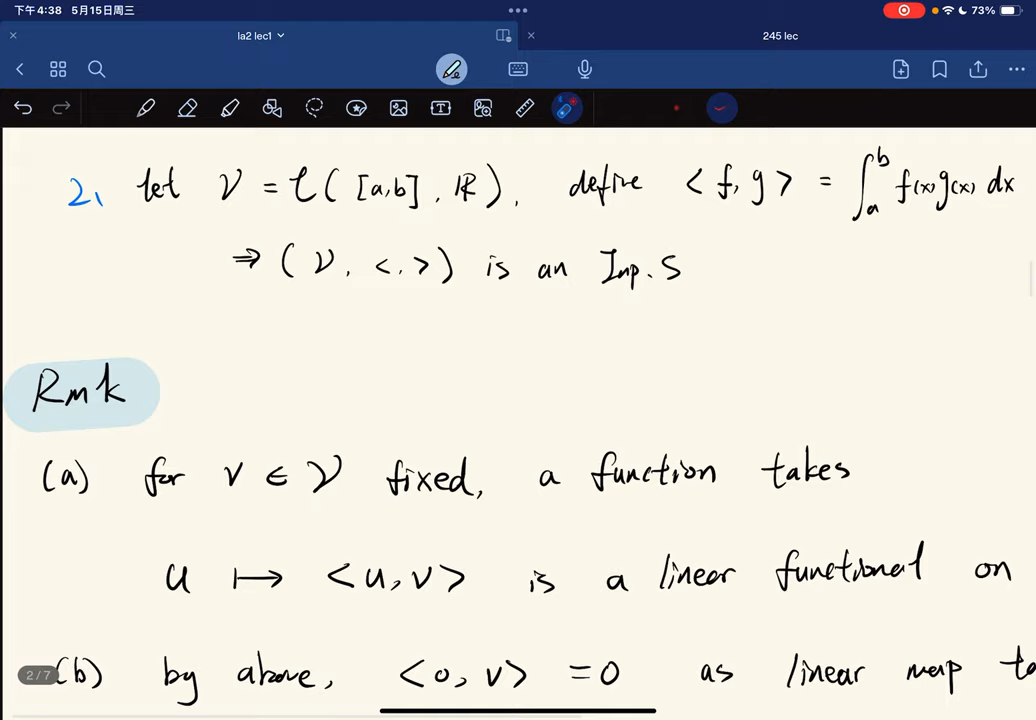 下午4:38 5月15日周三
73%
la2 lec1
245 lec
2,
let V = C([a,b], ℝ), define <f, g> = ∫_a^b f(x)g(x) dx
⇒ (V, <,>) is an Inp. S
Rmk
(a) for v ∈ V fixed, a function takes
u ↦ <u, v> is a linear functional on
(b) by above, <0, v> = 0 as linear map to
2/7